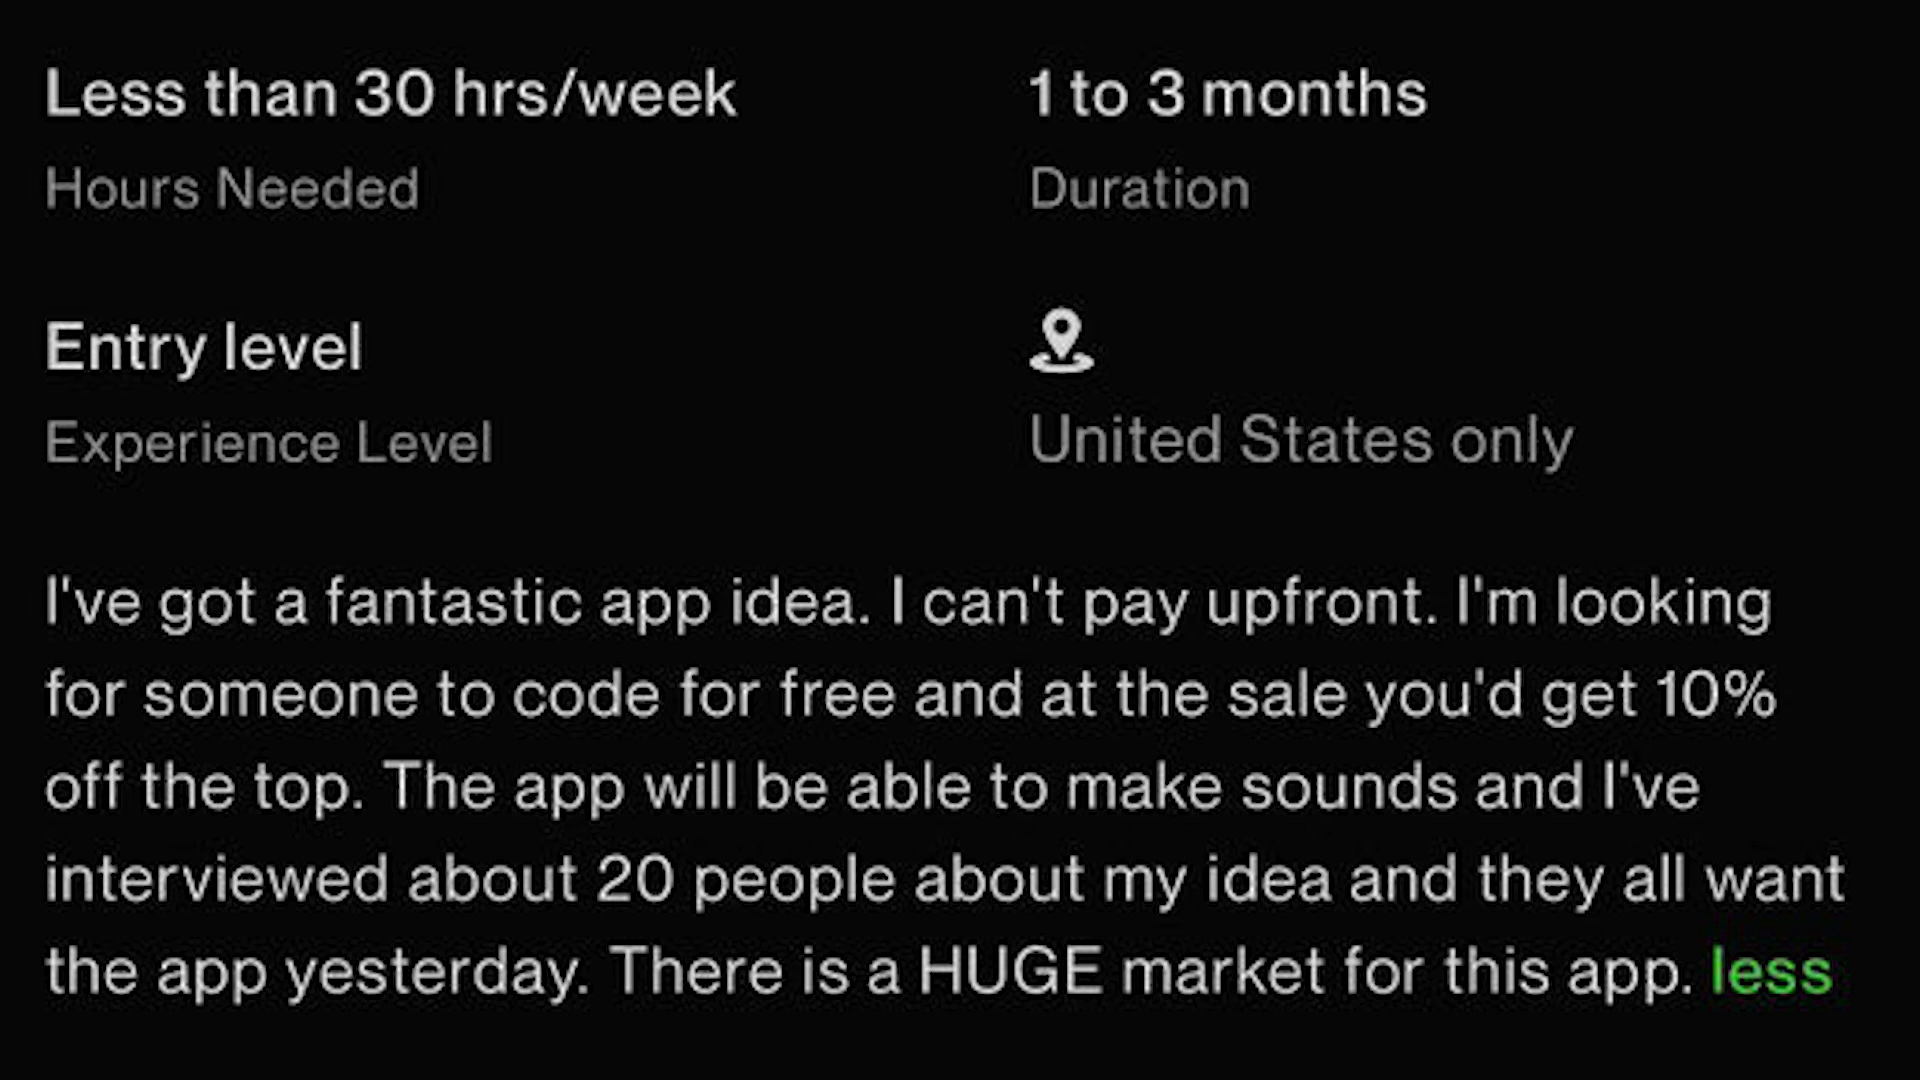 Less than 30 hrs/week
Hours Needed
1 to 3 months
Duration
Entry level
Experience Level
United States only
I've got a fantastic app idea. I can't pay upfront. I'm looking
for someone to code for free and at the sale you'd get 10%
off the top. The app will be able to make sounds and I've
interviewed about 20 people about my idea and they all want
the app yesterday. There is a HUGE market for this app. less